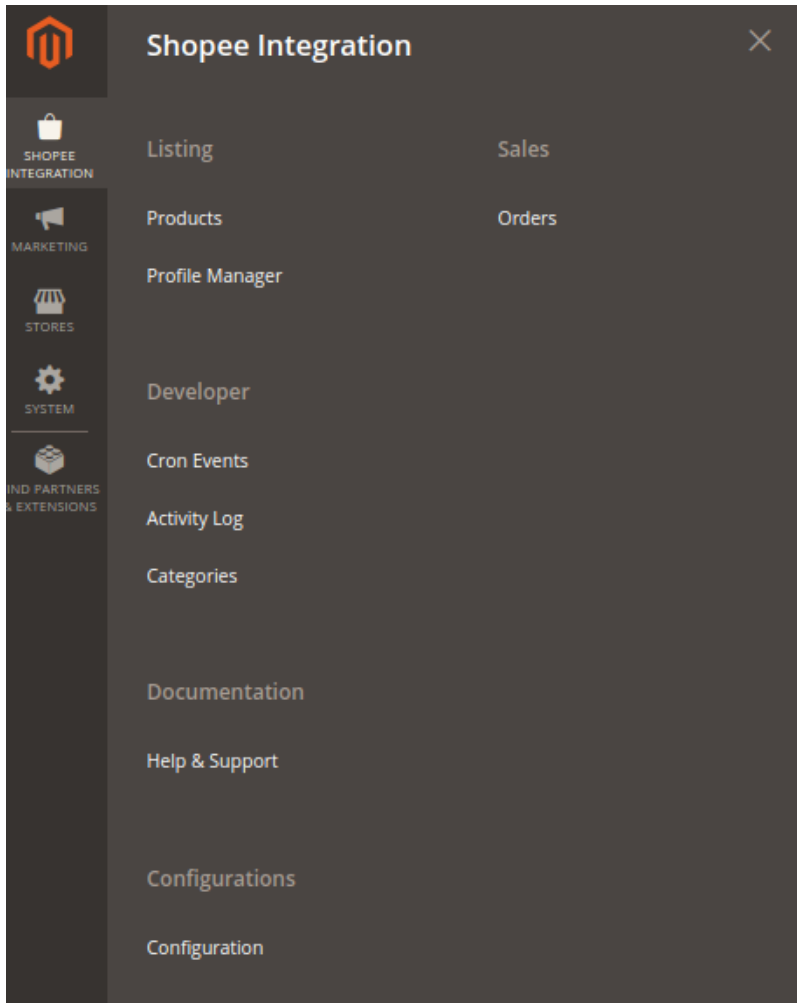 Shopee Integration
SHOPEE
INTEGRATION
MARKETING
STORES
SYSTEM
IND PARTNERS
& EXTENSIONS
Listing
Products
Profile Manager
Sales
Orders
Developer
Cron Events
Activity Log
Categories
Documentation
Help & Support
Configurations
Configuration